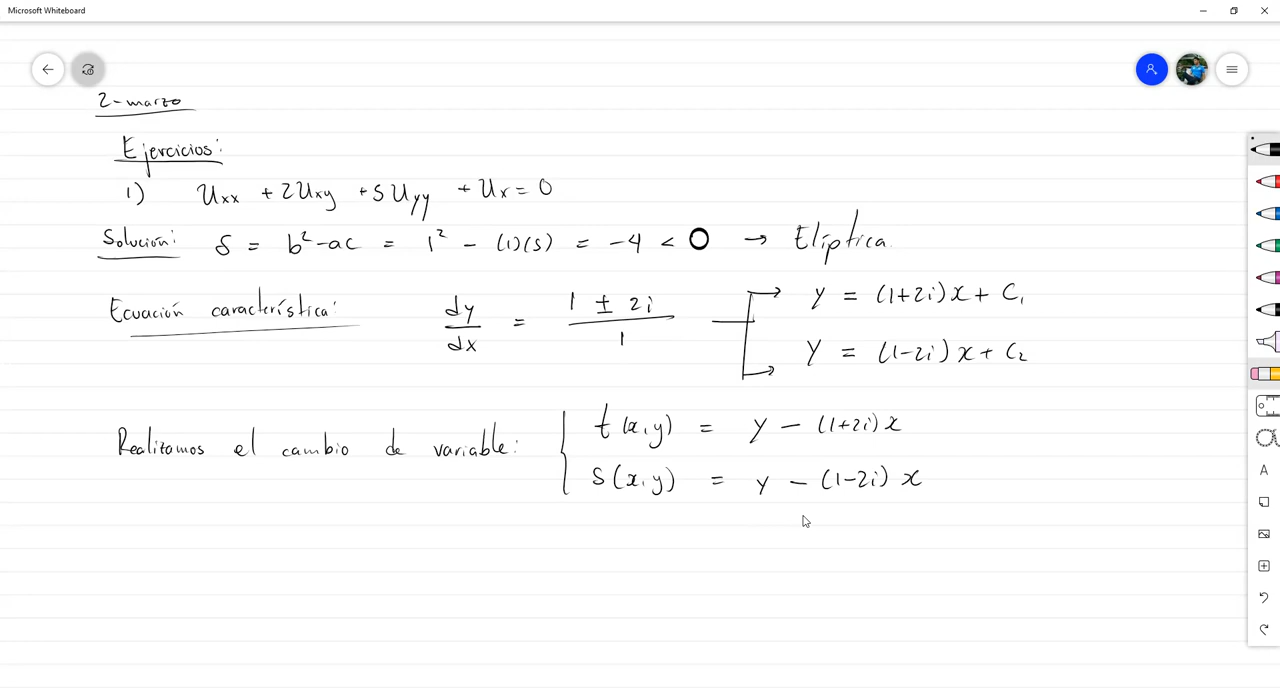 Microsoft Whiteboard
2-marzo
Ejercicios:
1) Uxx + 2Uxy + 5Uyy + Ux = 0
Solución: δ = b² - ac = 1² - (1)(5) = -4 < 0 → Elíptica.
Ecuación característica: dy/dx = (1 ± 2i)/1
y = (1+2i)x + C₁
y = (1-2i)x + C₂
Realizamos el cambio de variable:
t(x,y) = y - (1+2i)x
s(x,y) = y - (1-2i)x
A